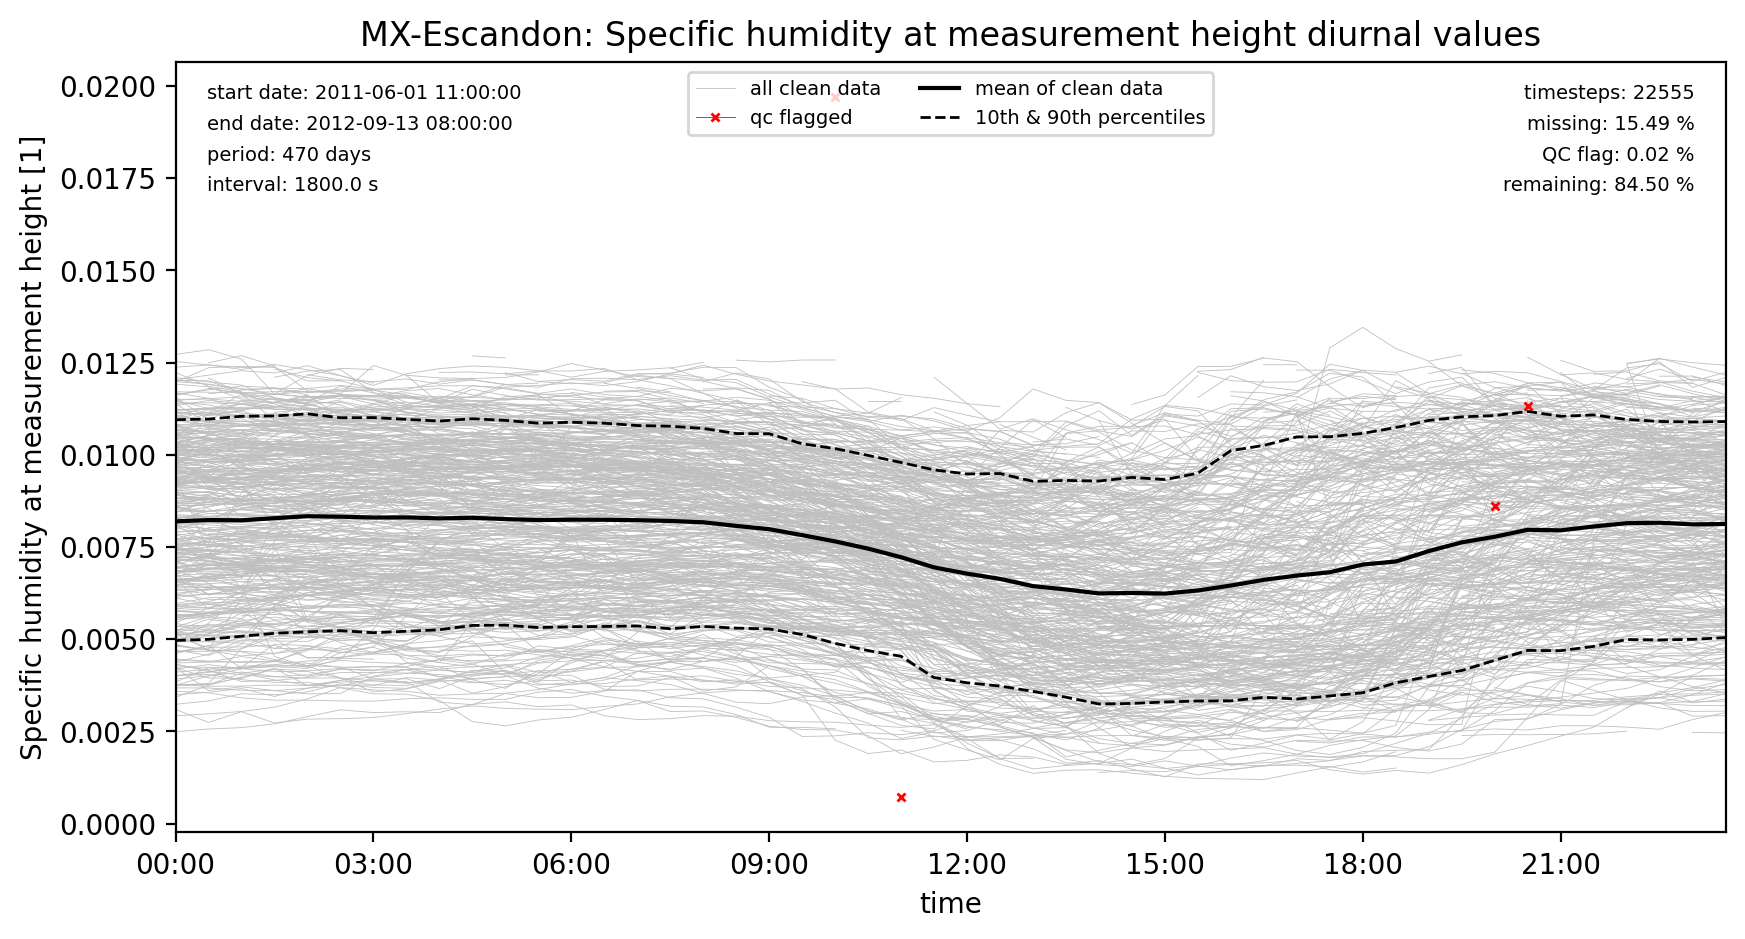 MX-Escandon: Specific humidity at measurement height diurnal values
start date: 2011-06-01 11:00:00
end date: 2012-09-13 08:00:00
period: 470 days
interval: 1800.0 s
all clean data
qc flagged
mean of clean data
10th & 90th percentiles
timesteps: 22555
missing: 15.49 %
QC flag: 0.02 %
remaining: 84.50 %
Specific humidity at measurement height [1]
0.0200
0.0175
0.0150
0.0125
0.0100
0.0075
0.0050
0.0025
0.0000
00:00 03:00 06:00 09:00 12:00 15:00 18:00 21:00
time